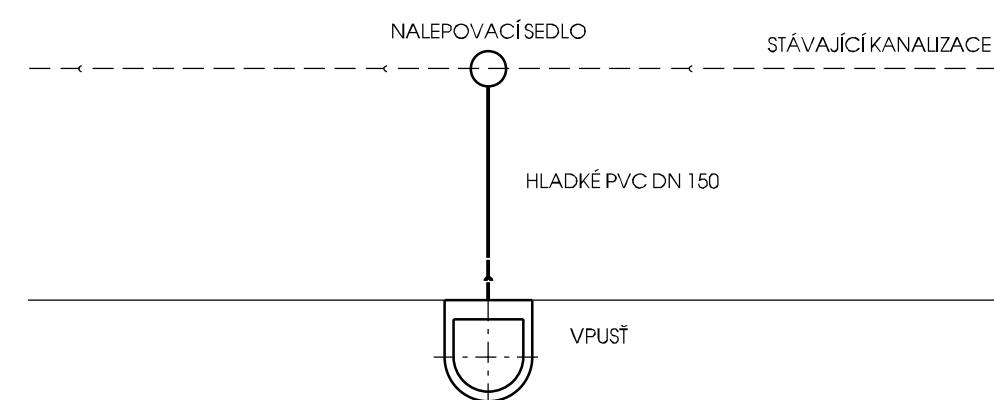 NALEPOVACÍ SEDLO
STÁVAJÍCÍ KANALIZACE
HLADKÉ PVC DN 150
VPUSŤ